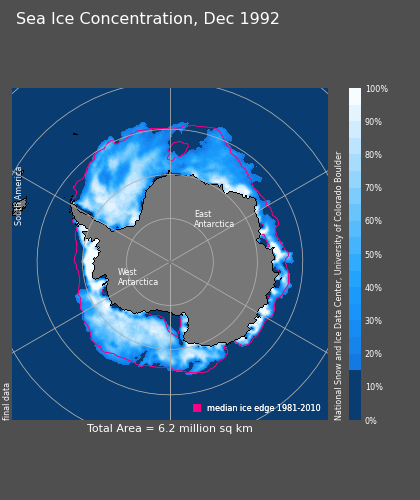 Sea Ice Concentration, Dec 1992
South America
East
Antarctica
West
Antarctica
final data
median ice edge 1981-2010
Total Area = 6.2 million sq km
National Snow and Ice Data Center, University of Colorado Boulder
100%
90%
80%
70%
60%
50%
40%
30%
20%
10%
0%